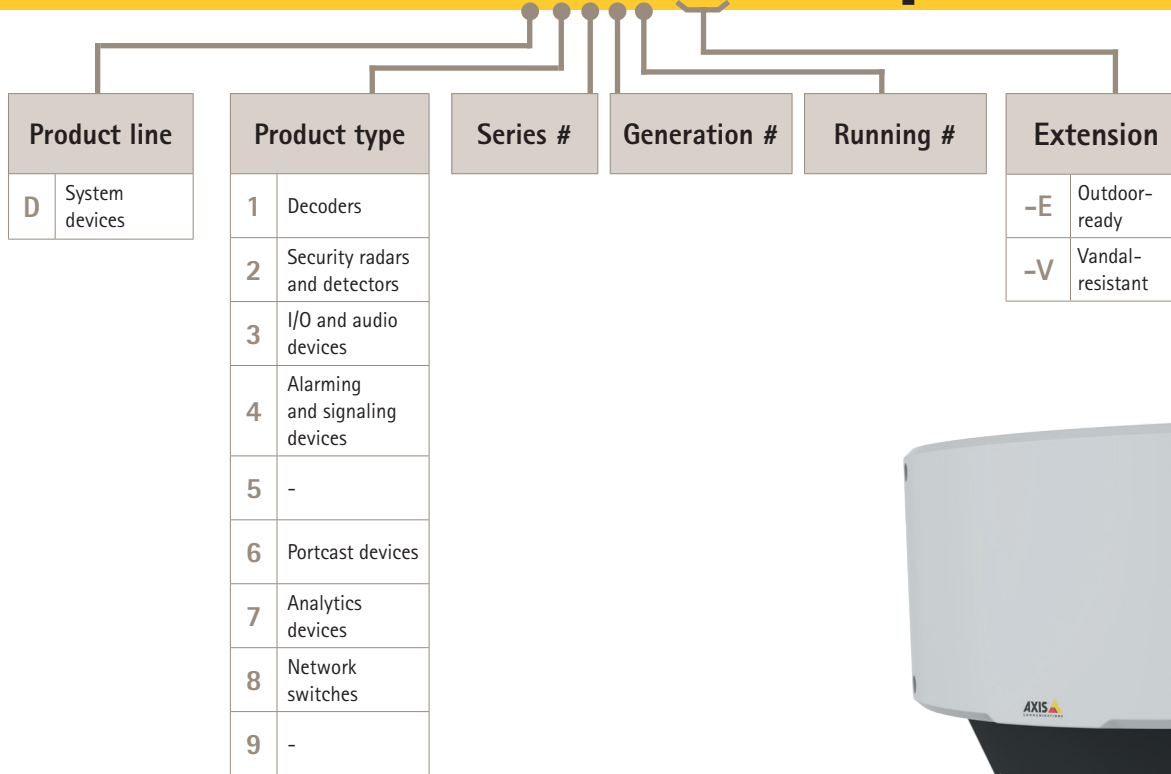 Product line
D
System
devices
Product type
1
Decoders
2
Security radars
and detectors
3
I/O and audio
devices
4
Alarming
and signaling
devices
5
-
6
Portcast devices
7
Analytics
devices
8
Network
switches
9
-
Series #
Generation #
Running #
Extension
-E
Outdoor-
ready
-V
Vandal-
resistant
AXIS
COMMUNICATIONS